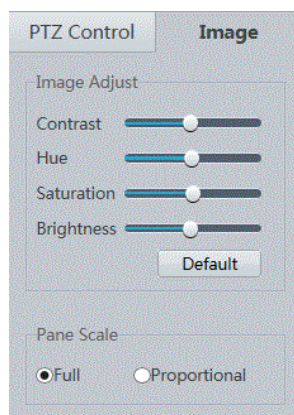 PTZ Control Image
Image Adjust
Contrast
Hue
Saturation
Brightness
Default
Pane Scale
Full Proportional